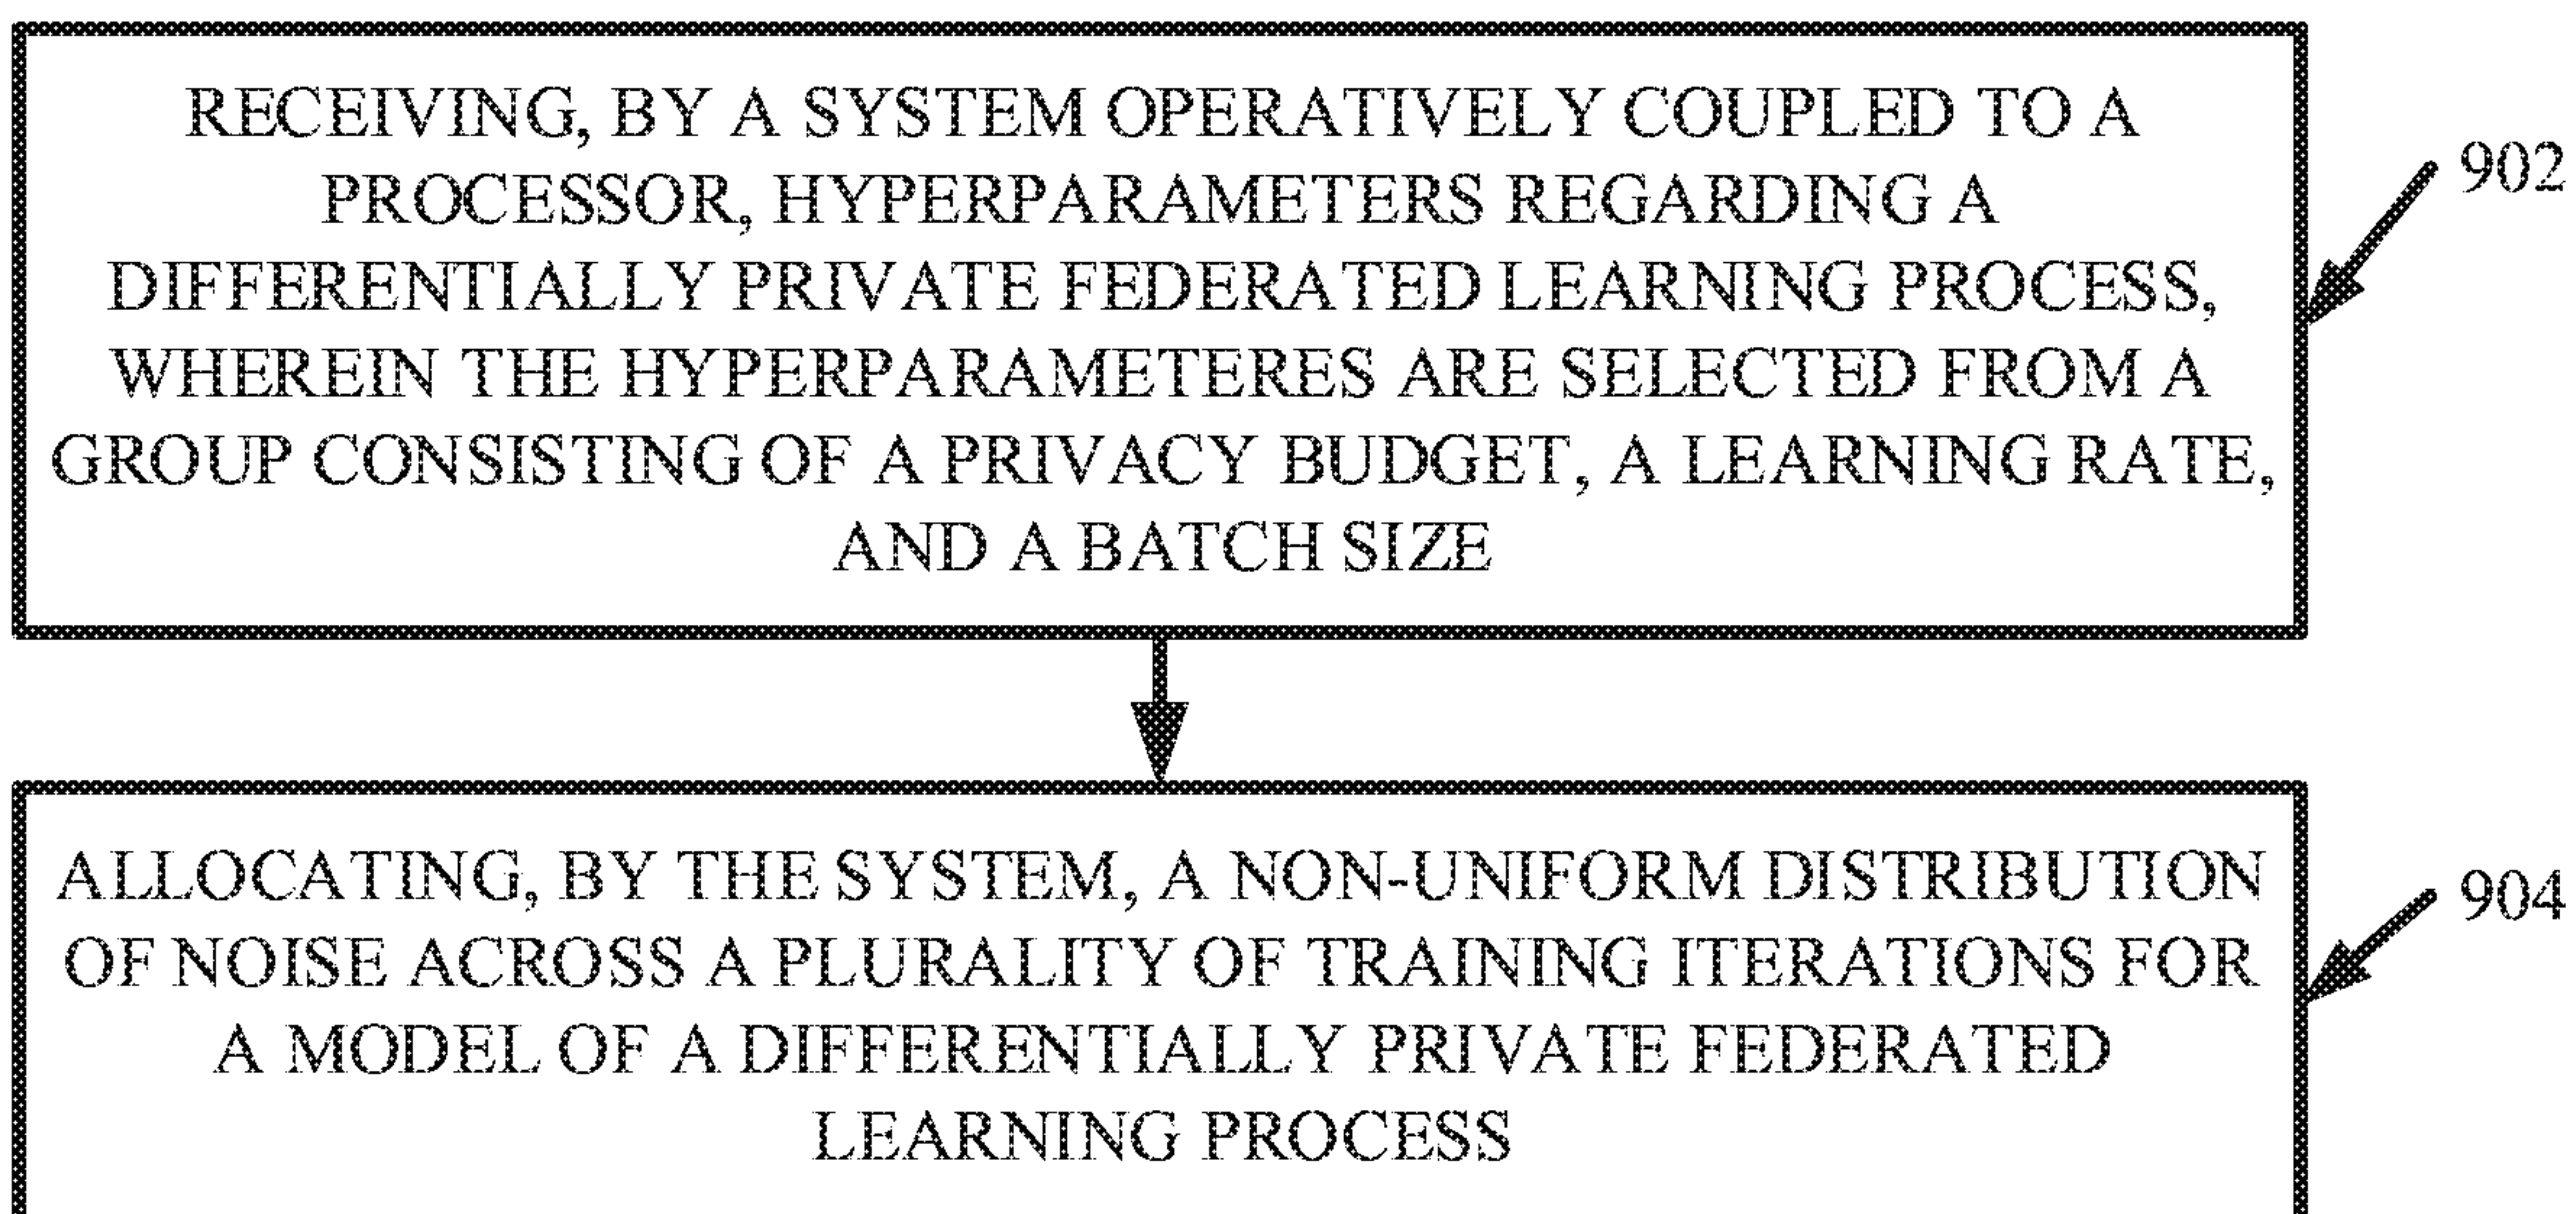 RECEIVING, BY A SYSTEM OPERATIVELY COUPLED TO A
PROCESSOR, HYPERPARAMETERS REGARDING A
DIFFERENTIALLY PRIVATE FEDERATED LEARNING PROCESS,
WHEREIN THE HYPERPARAMETERES ARE SELECTED FROM A
GROUP CONSISTING OF A PRIVACY BUDGET, A LEARNING RATE,
AND A BATCH SIZE
902
ALLOCATING, BY THE SYSTEM, A NON-UNIFORM DISTRIBUTION
OF NOISE ACROSS A PLURALITY OF TRAINING ITERATIONS FOR
A MODEL OF A DIFFERENTIALLY PRIVATE FEDERATED
LEARNING PROCESS
904